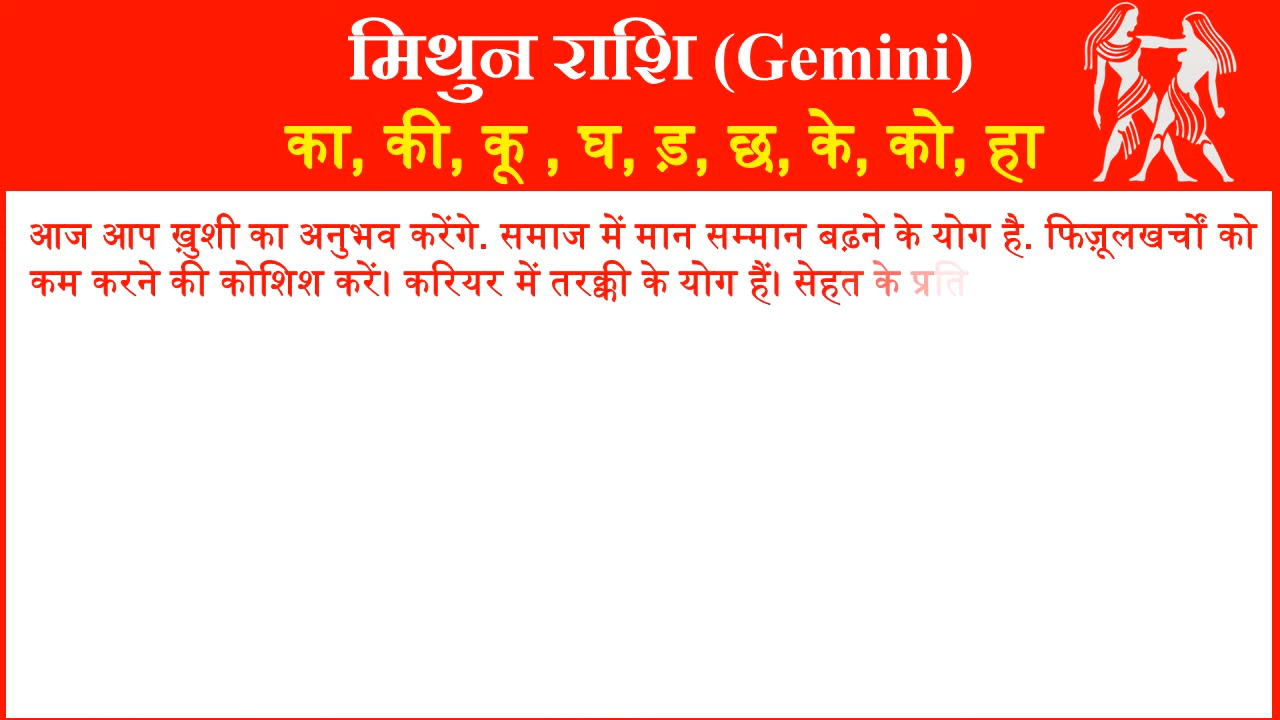 मिथुन राशि (Gemini)
का, की, कू , घ, ड़, छ, के, को, हा
आज आप ख़ुशी का अनुभव करेंगे. समाज में मान सम्मान बढ़ने के योग है. फिज़ूलखर्चों को
कम करने की कोशिश करें। करियर में तरक्की के योग हैं। सेहत के प्रति